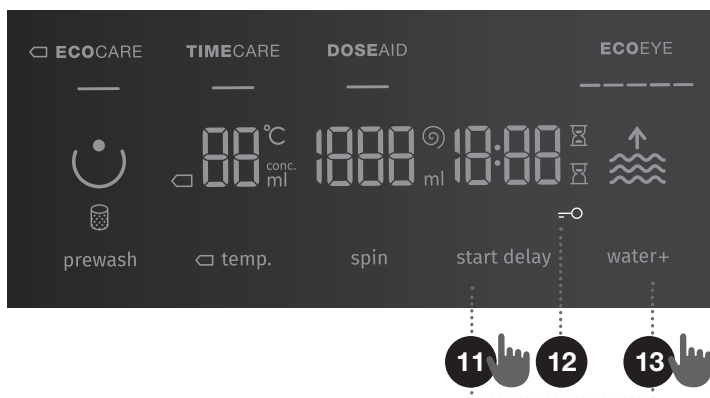 ECOCARE TIMECARE DOSEAID ECOEYE
88 °C 1888 18:88
conc.
ml ml
prewash temp. spin start delay water+
11 12 13